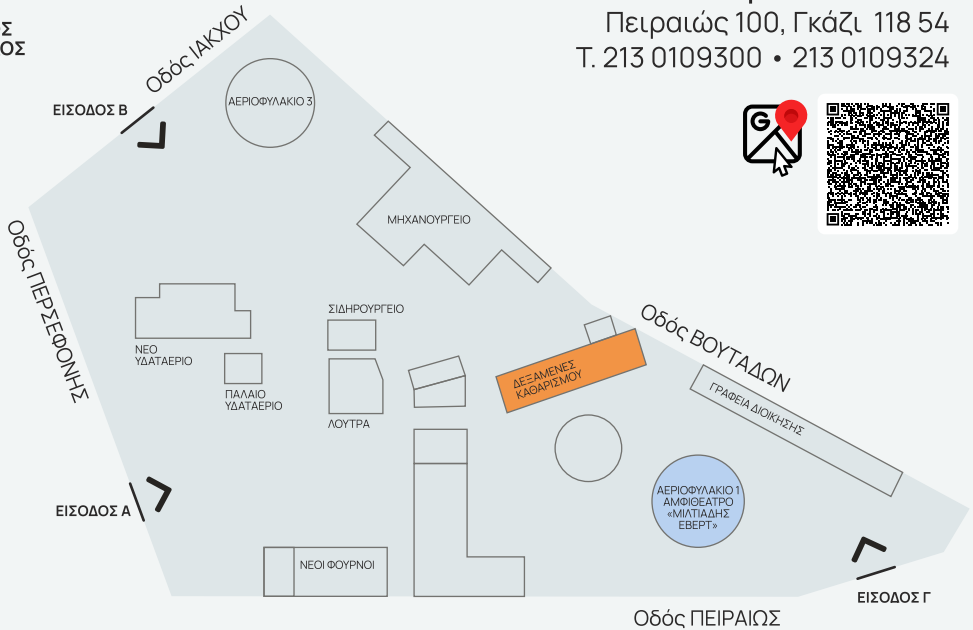 Σ
ΟΣ
Πειραιώς 100, Γκάζι 118 54
Τ. 213 0109300 • 213 0109324
G
Οδός ΙΑΚΧΟΥ
ΕΙΣΟΔΟΣ Β
ΑΕΡΙΟΦΥΛΑΚΙΟ 3
ΜΗΧΑΝΟΥΡΓΕΙΟ
Οδός ΠΕΡΣΕΦΟΝΗΣ
ΣΙΔΗΡΟΥΡΓΕΙΟ
Οδός ΒΟΥΤΑΔΩΝ
ΝΕΟ
ΥΔΑΤΑΕΡΙΟ
ΠΑΛΑΙΟ
ΥΔΑΤΑΕΡΙΟ
ΛΟΥΤΡΑ
ΔΕΞΑΜΕΝΕΣ
ΚΑΘΑΡΙΣΜΟΥ
ΓΡΑΦΕΙΑ ΔΙΟΙΚΗΣΗΣ
ΑΕΡΙΟΦΥΛΑΚΙΟ 1
ΑΜΦΙΘΕΑΤΡΟ
«ΜΙΛΤΙΑΔΗΣ
ΕΒΕΡΤ»
ΕΙΣΟΔΟΣ Α
ΝΕΟΙ ΦΟΥΡΝΟΙ
ΕΙΣΟΔΟΣ Γ
Οδός ΠΕΙΡΑΙΩΣ